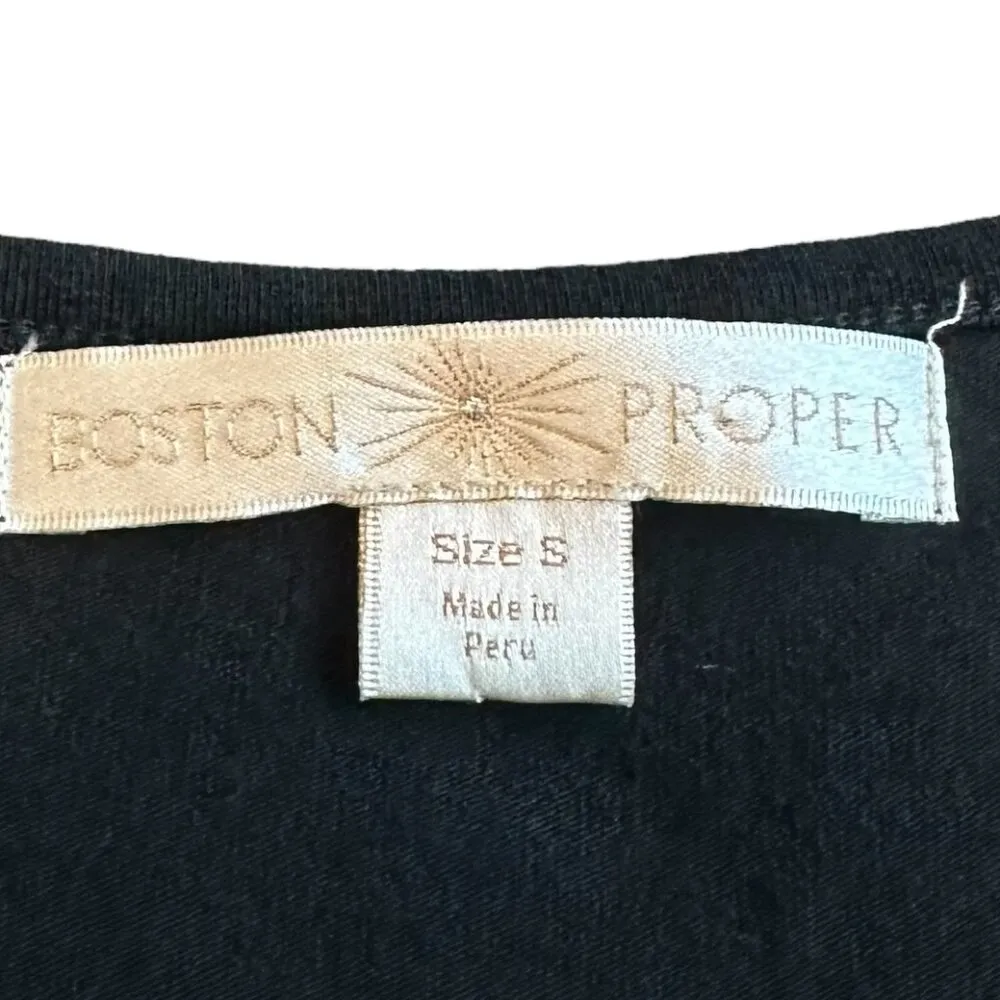 BOSTON PROPER
Size S
Made in
Peru